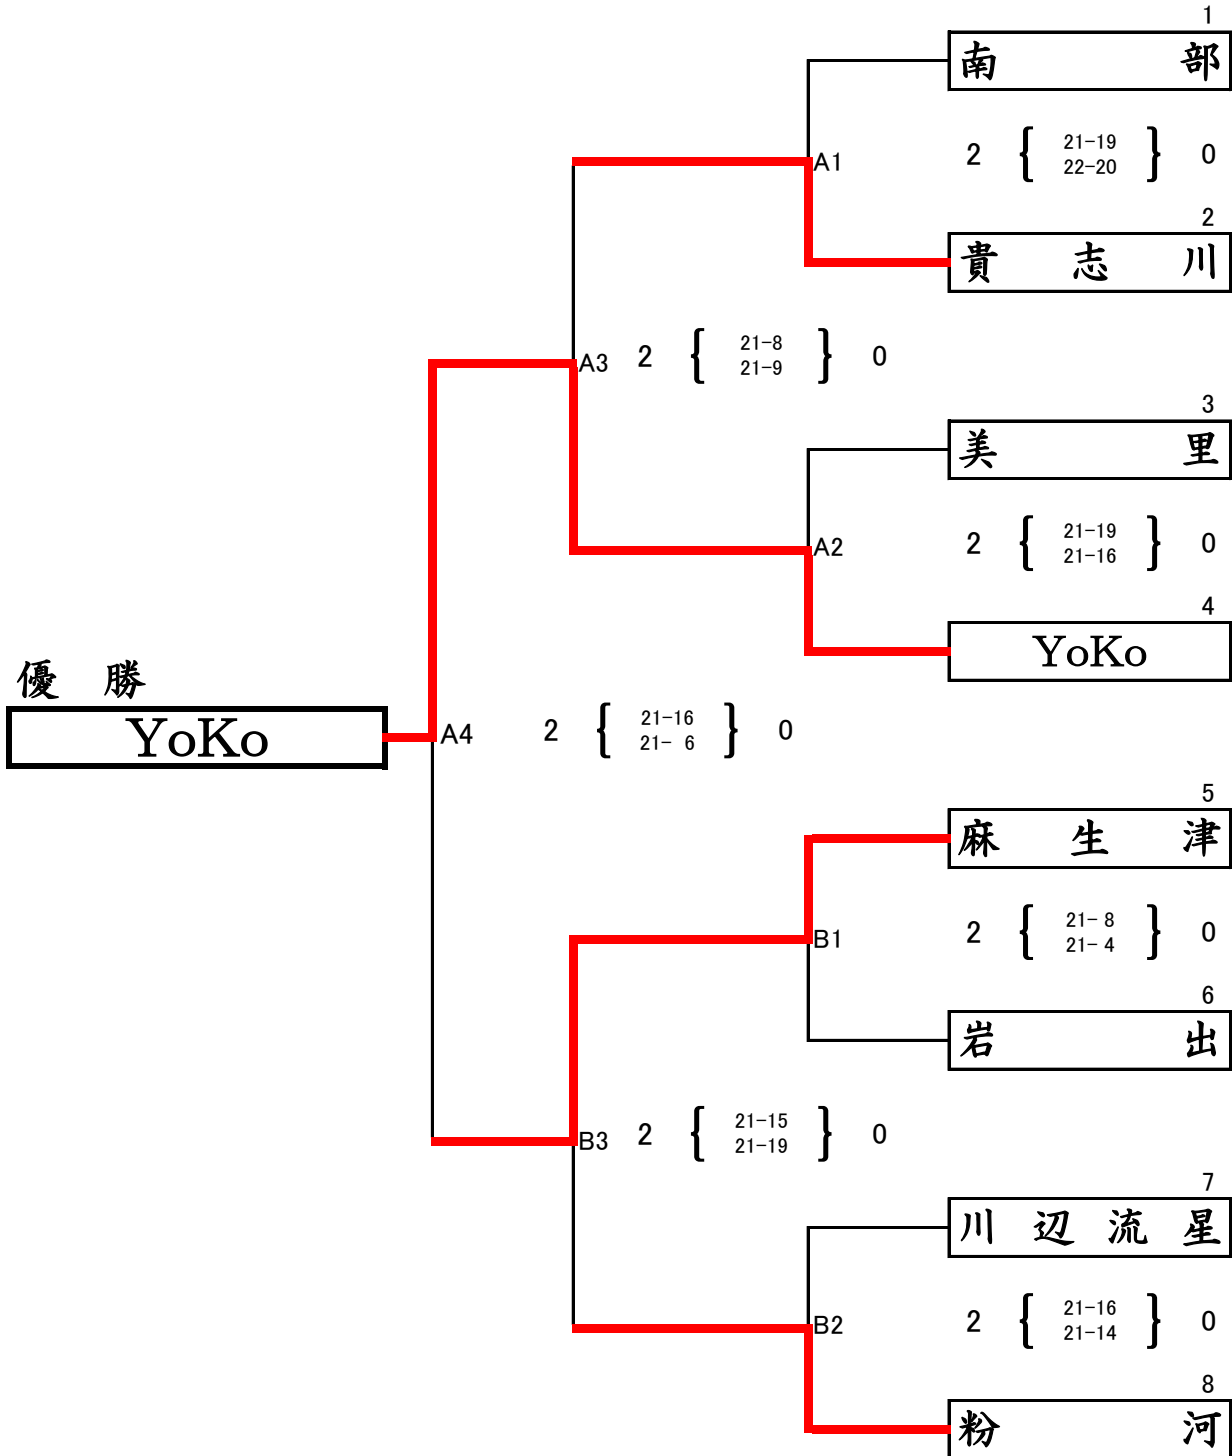 1
南部
A1 2 { 21-19 22-20 } 0
2
貴志川
A3 2 { 21-8 21-9 } 0
3
美里
A2 2 { 21-19 21-16 } 0
4
YoKo
優勝
YoKo
A4 2 { 21-16 21- 6 } 0
5
麻生津
B1 2 { 21- 8 21- 4 } 0
6
岩出
B3 2 { 21-15 21-19 } 0
7
川辺流星
B2 2 { 21-16 21-14 } 0
8
粉河